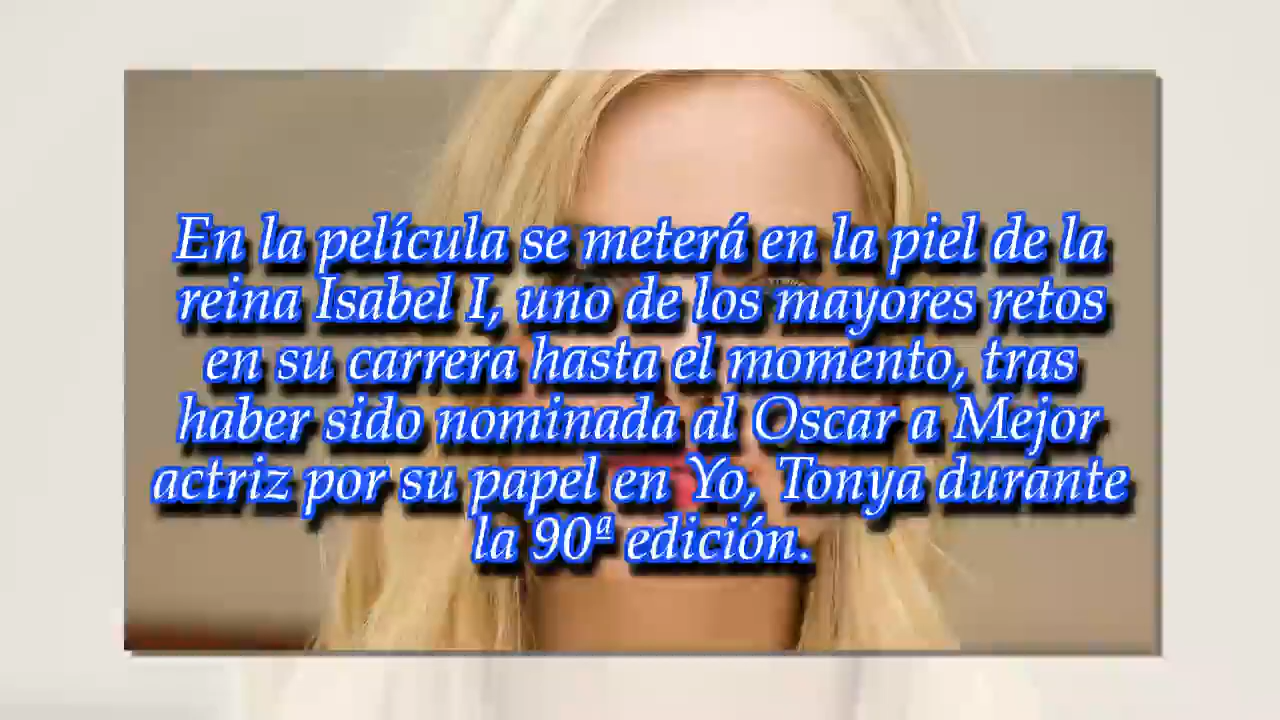 En la película se meterá en la piel de la
reina Isabel I, uno de los mayores retos
en su carrera hasta el momento, tras
haber sido nominada al Oscar a Mejor
actriz por su papel en Yo, Tonya durante
la 90ª edición.